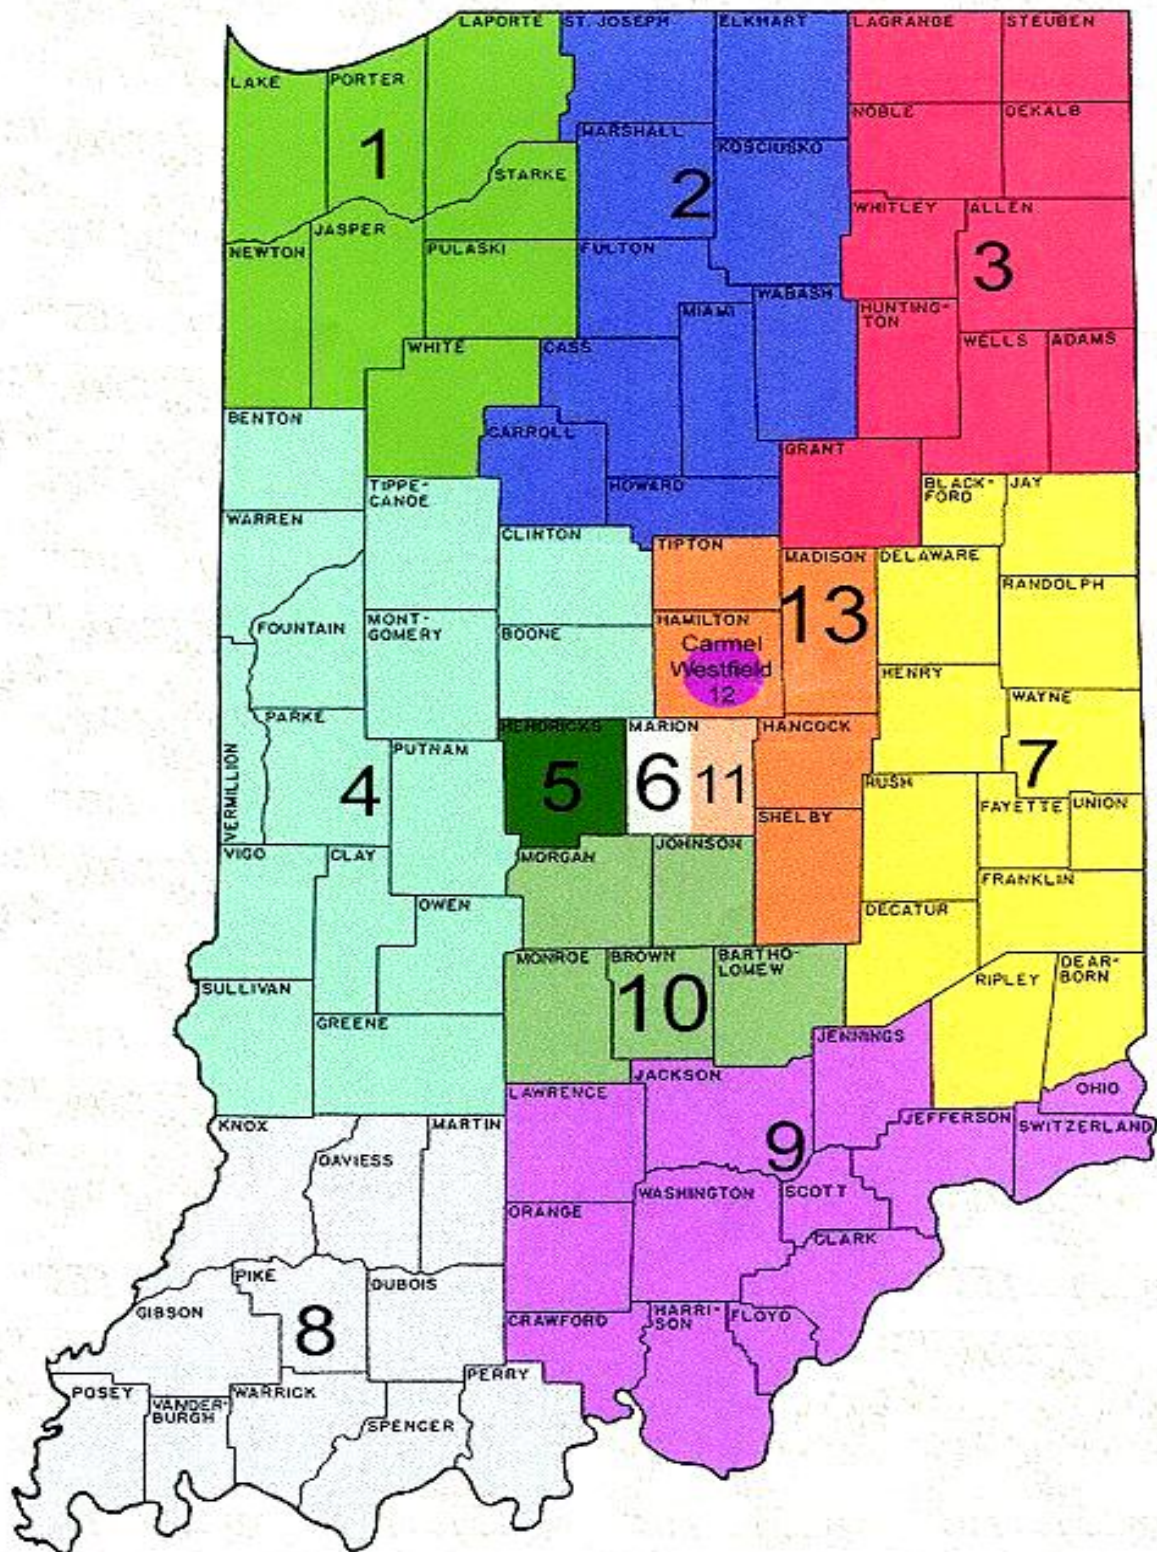 LAPORTE
ST. JOSEPH
ELKHART
LAGRANGE
STEUBEN
LAKE
PORTER
NOBLE
DEKALB
MARSHALL
KOSCIUSKO
1
STARKE
2
WHITLEY
ALLEN
JASPER
NEWTON
PULASKI
FULTON
3
WABASH
MIAMI
HUNTING-
TON
WHITE
CASS
WELLS
ADAMS
BENTON
CARROLL
GRANT
TIPPE-
CANOE
HOWARD
BLACK-
FORD
JAY
WARREN
CLINTON
TIPTON
MADISON
DELAWARE
RANDOLPH
13
FOUNTAIN
MONT-
GOMERY
BOONE
HAMILTON
Carmel
Westfield
12
HENRY
WAYNE
PARKE
HENDRICKS
MARION
HANCOCK
VERMILLION
PUTNAM
4
5
6
11
7
RUSH
FAYETTE
UNION
SHELBY
VIGO
CLAY
MORGAN
JOHNSON
FRANKLIN
OWEN
DECATUR
MONROE
BROWN
BARTHO-
LOMEW
RIPLEY
DEAR-
BORN
SULLIVAN
10
GREENE
JENNINGS
JACKSON
LAWRENCE
OHIO
KNOX
MARTIN
JEFFERSON
SWITZERLAND
9
DAVIESS
WASHINGTON
SCOTT
ORANGE
CLARK
PIKE
DUBOIS
GIBSON
8
CRAWFORD
HARRI-
SON
FLOYD
PERRY
POSEY
VANDER-
BURGH
WARRICK
SPENCER